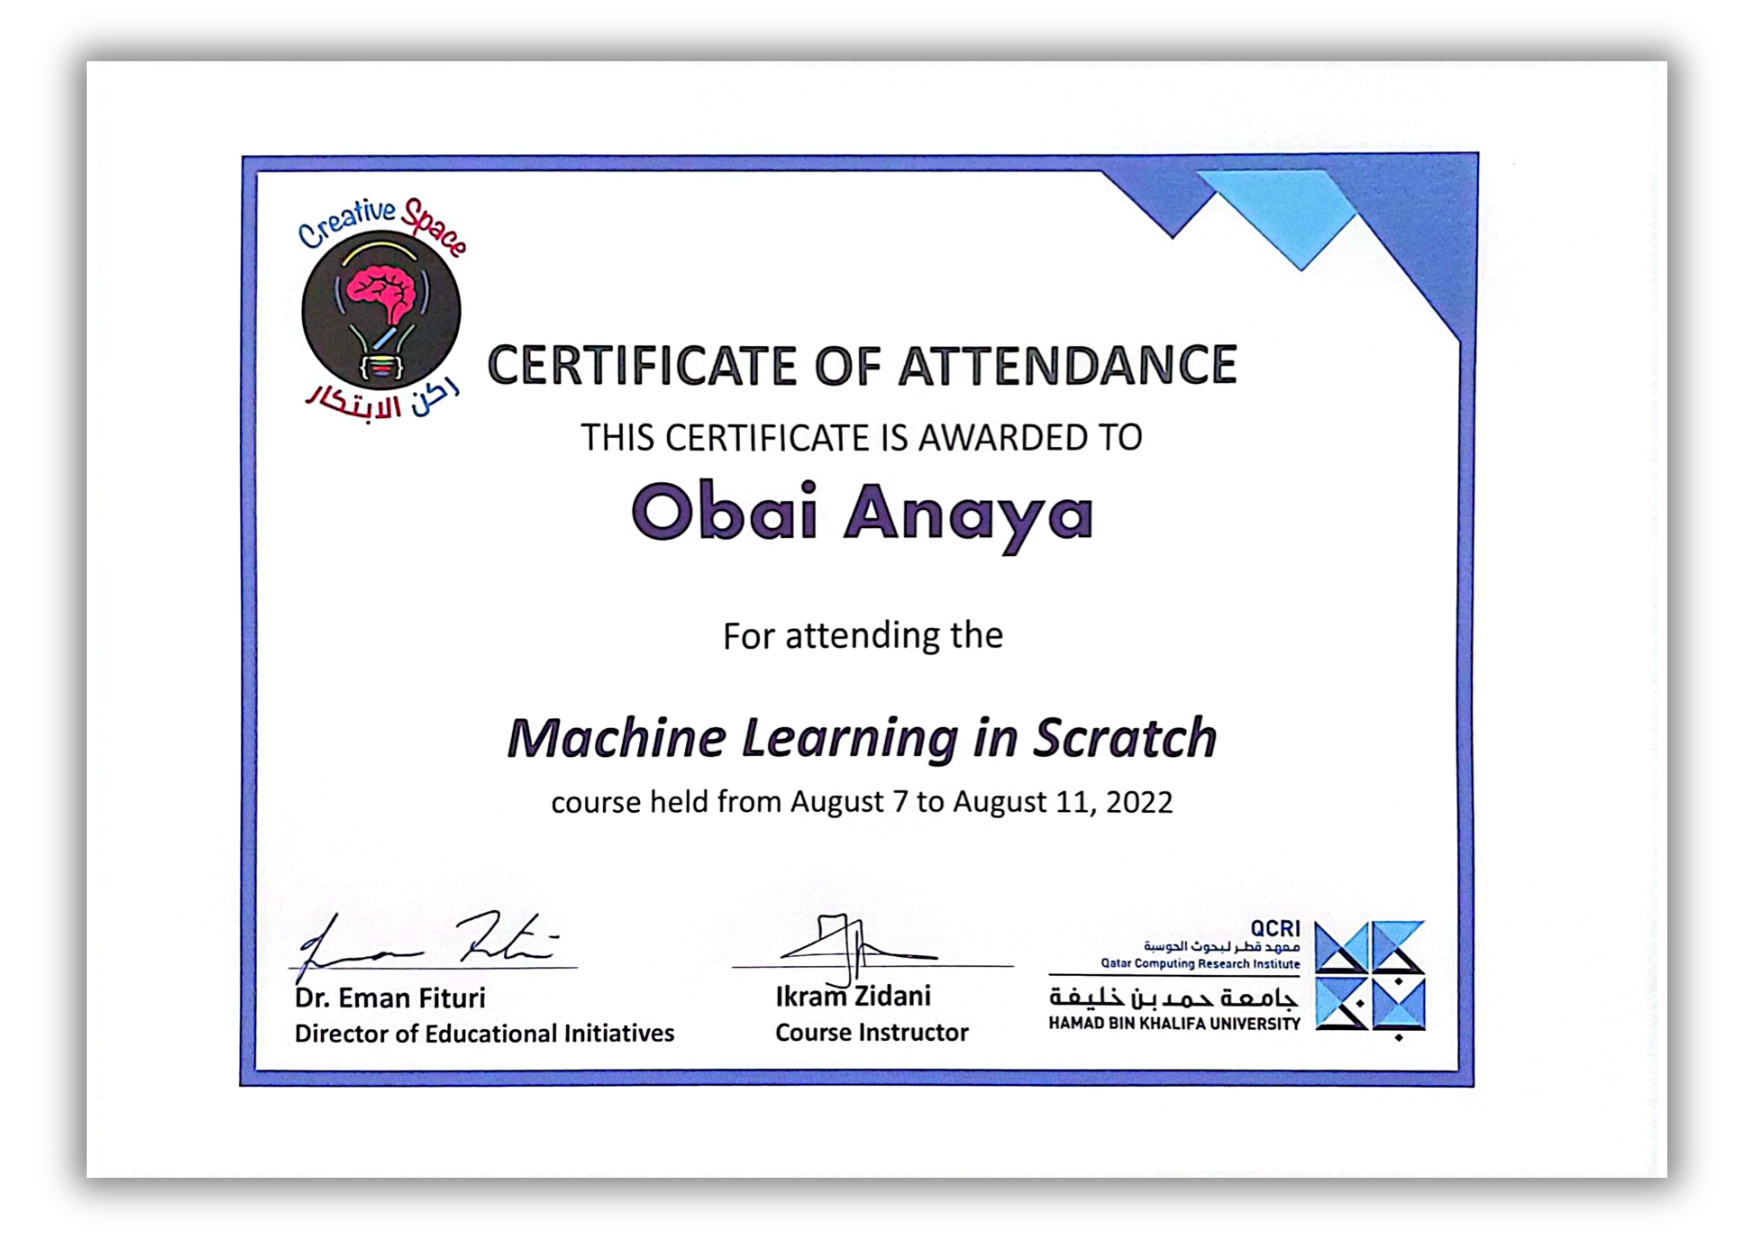 Creative Space
ركن الابتكار
CERTIFICATE OF ATTENDANCE
THIS CERTIFICATE IS AWARDED TO
Obai Anaya
For attending the
Machine Learning in Scratch
course held from August 7 to August 11, 2022
Dr. Eman Fituri
Director of Educational Initiatives
Ikram Zidani
Course Instructor
QCRI
معهد قطر لبحوث الحوسبة
Qatar Computing Research Institute
جامعة حمد بن خليفة
HAMAD BIN KHALIFA UNIVERSITY